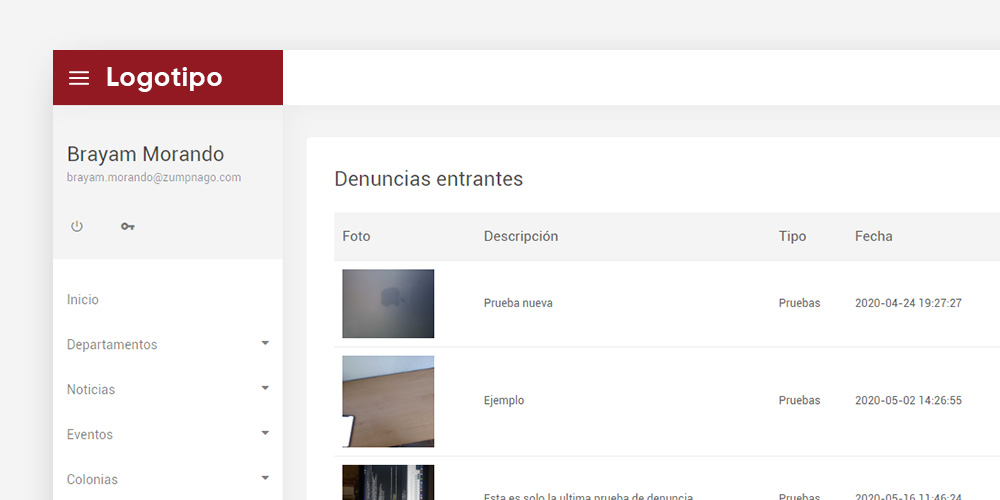 Logotipo
Brayam Morando
brayam.morando@zumpnago.com
Inicio
Departamentos
Noticias
Eventos
Colonias
Denuncias entrantes
Foto Descripción Tipo Fecha
Prueba nueva Pruebas 2020-04-24 19:27:27
Ejemplo Pruebas 2020-05-02 14:26:55
Esta es solo la ultima prueba de denuncia Pruebas 2020-05-16 11:46:24